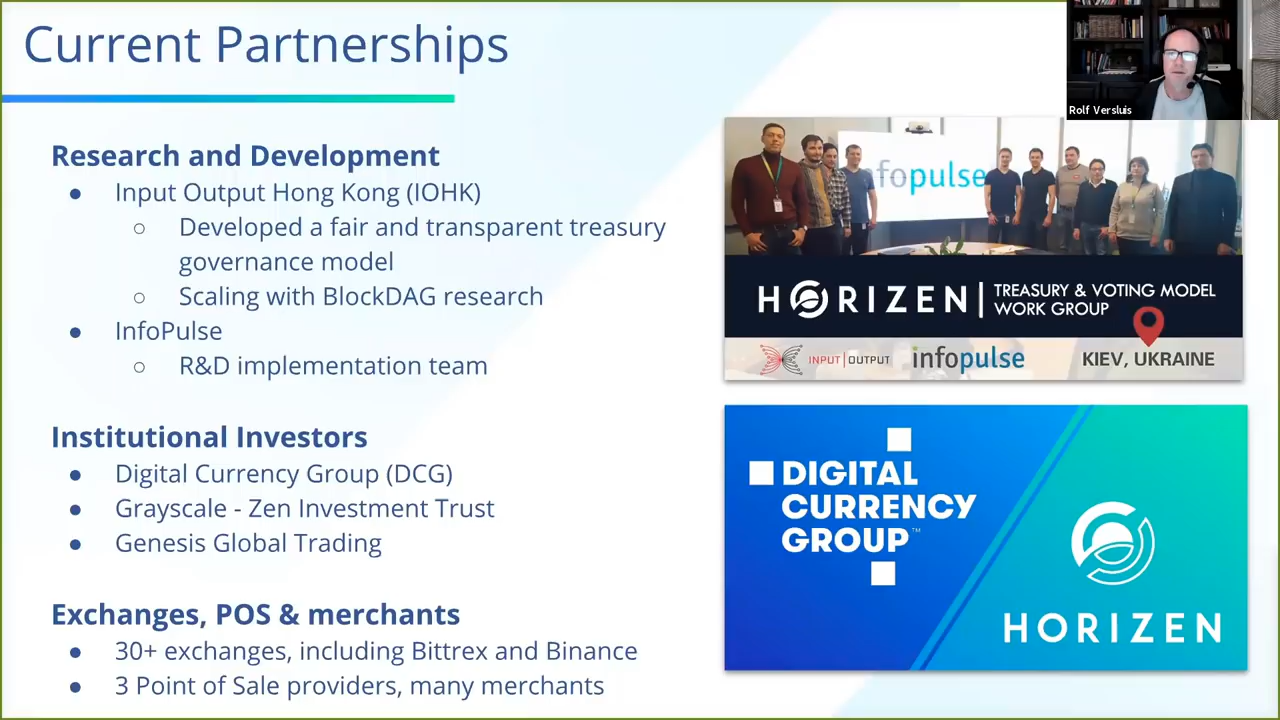 Current Partnerships
Rolf Versluis
Research and Development
● Input Output Hong Kong (IOHK)
○ Developed a fair and transparent treasury
governance model
○ Scaling with BlockDAG research
● InfoPulse
○ R&D implementation team
Institutional Investors
● Digital Currency Group (DCG)
● Grayscale - Zen Investment Trust
● Genesis Global Trading
Exchanges, POS & merchants
● 30+ exchanges, including Bittrex and Binance
● 3 Point of Sale providers, many merchants
fopulse
HORIZEN | TREASURY & VOTING MODEL
WORK GROUP
INPUT | OUTPUT infopulse KIEV, UKRAINE
DIGITAL
CURRENCY
GROUP™
HORIZEN